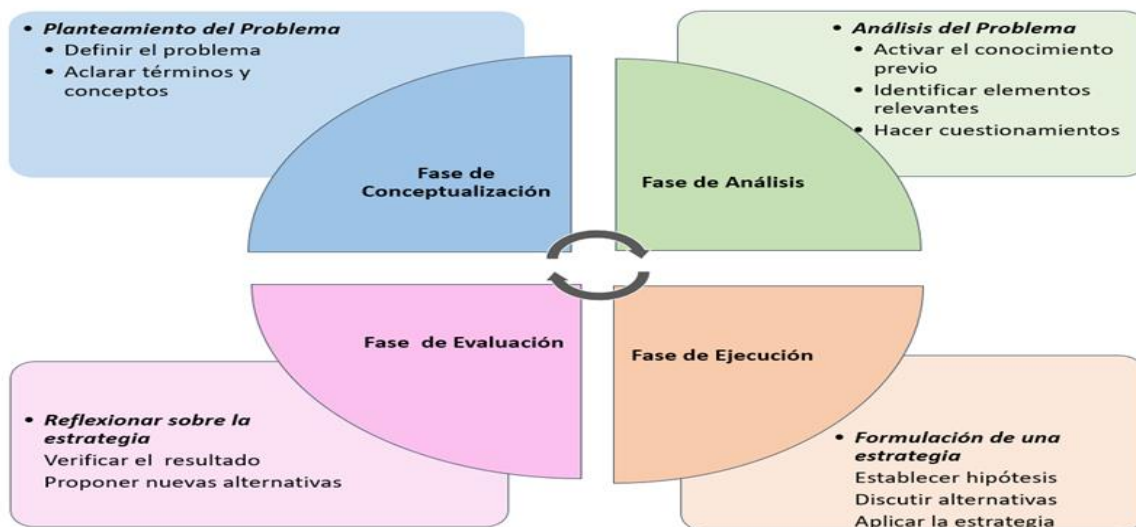 • Planteamiento del Problema
• Definir el problema
• Aclarar términos y
conceptos
Fase de
Conceptualización
• Análisis del Problema
• Activar el conocimiento
previo
• Identificar elementos
relevantes
• Hacer cuestionamientos
Fase de Análisis
Fase de Evaluación
• Reflexionar sobre la
estrategia
Verificar el resultado
Proponer nuevas alternativas
Fase de Ejecución
• Formulación de una
estrategia
Establecer hipótesis
Discutir alternativas
Aplicar la estrategia